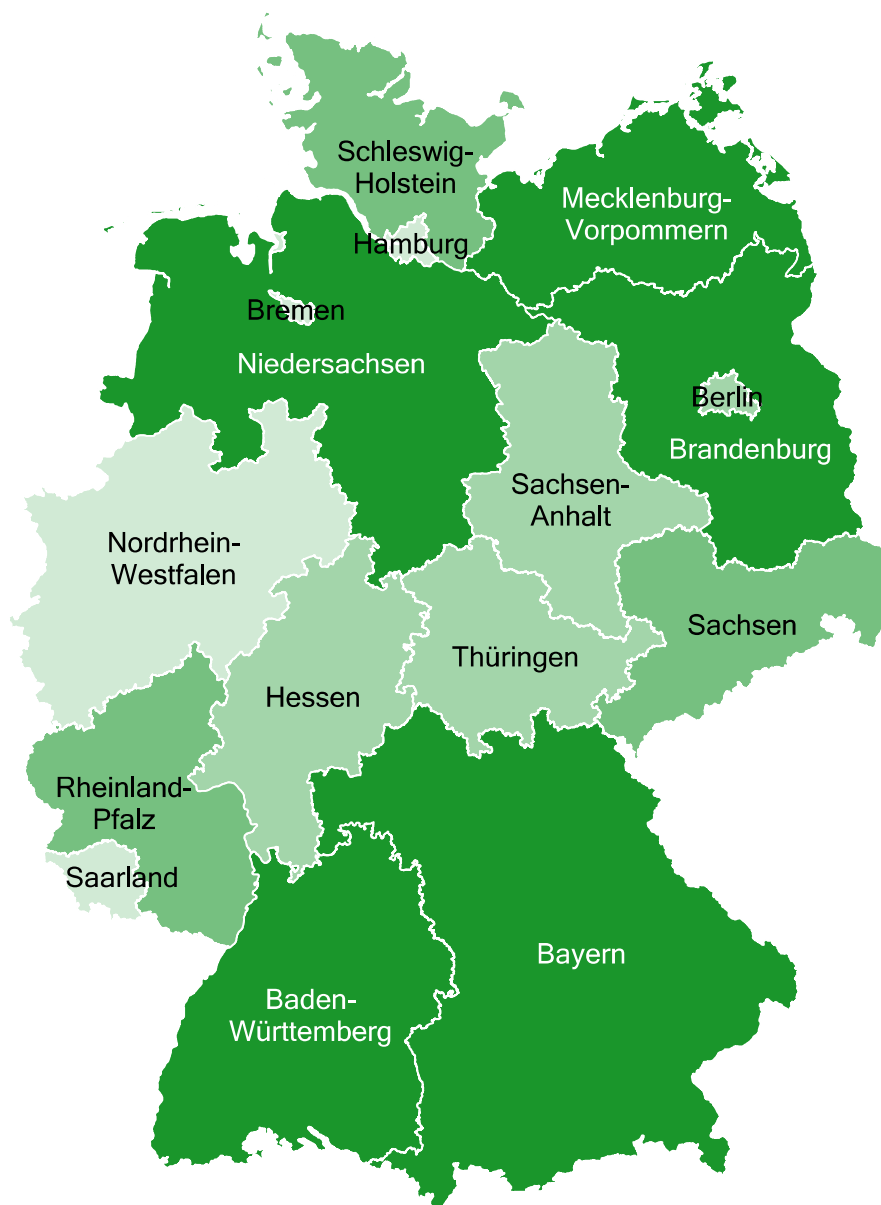 Schleswig-
Holstein
Mecklenburg-
Vorpommern
Hamburg
Bremen
Niedersachsen
Berlin
Brandenburg
Sachsen-
Anhalt
Nordrhein-
Westfalen
Sachsen
Thüringen
Hessen
Rheinland-
Pfalz
Saarland
Bayern
Baden-
Württemberg